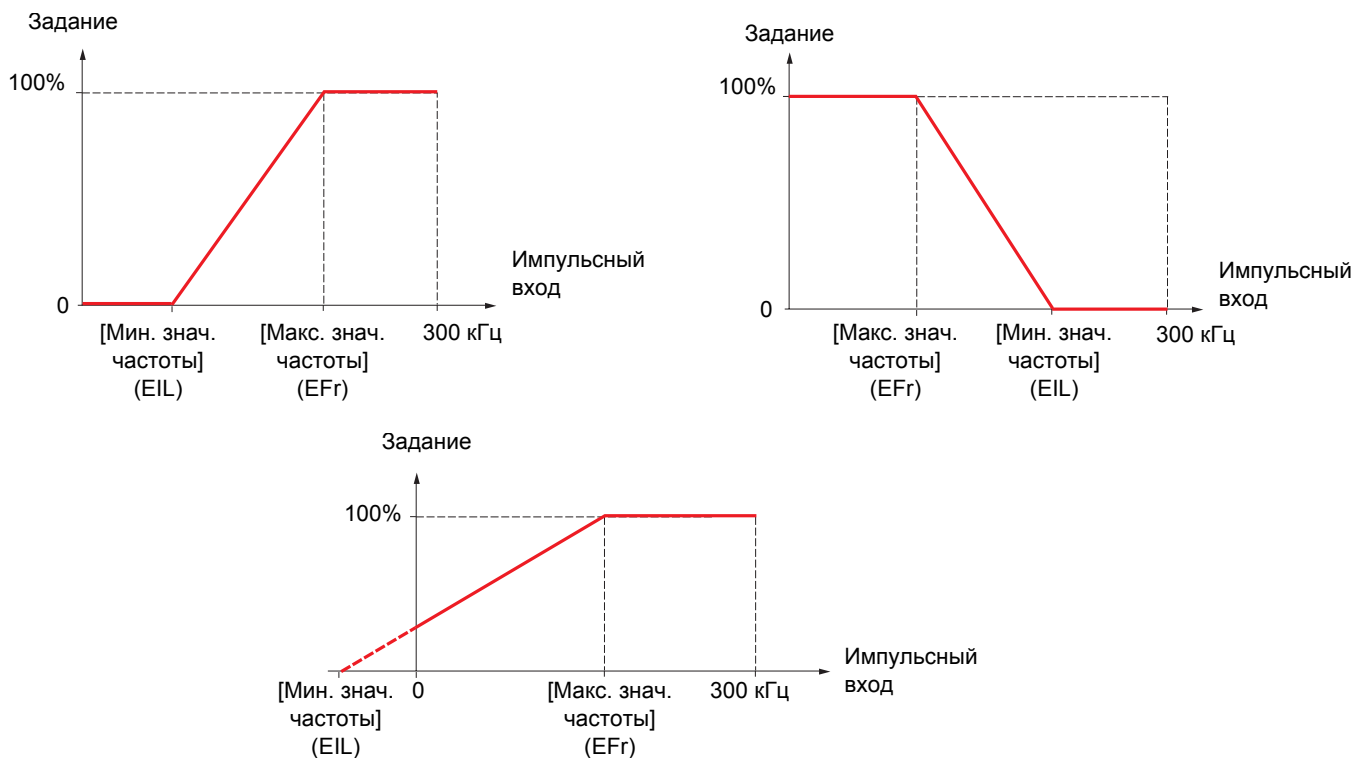 Задание
100%
0
Импульсный
вход
[Мин. знач.
частоты]
(EIL)
[Макс. знач.
частоты]
(EFr)
300 кГц
Задание
100%
0
Импульсный
вход
[Макс. знач.
частоты]
(EFr)
[Мин. знач.
частоты]
(EIL)
300 кГц
Задание
100%
Импульсный
вход
[Мин. знач.
частоты]
(EIL)
0
[Макс. знач.
частоты]
(EFr)
300 кГц